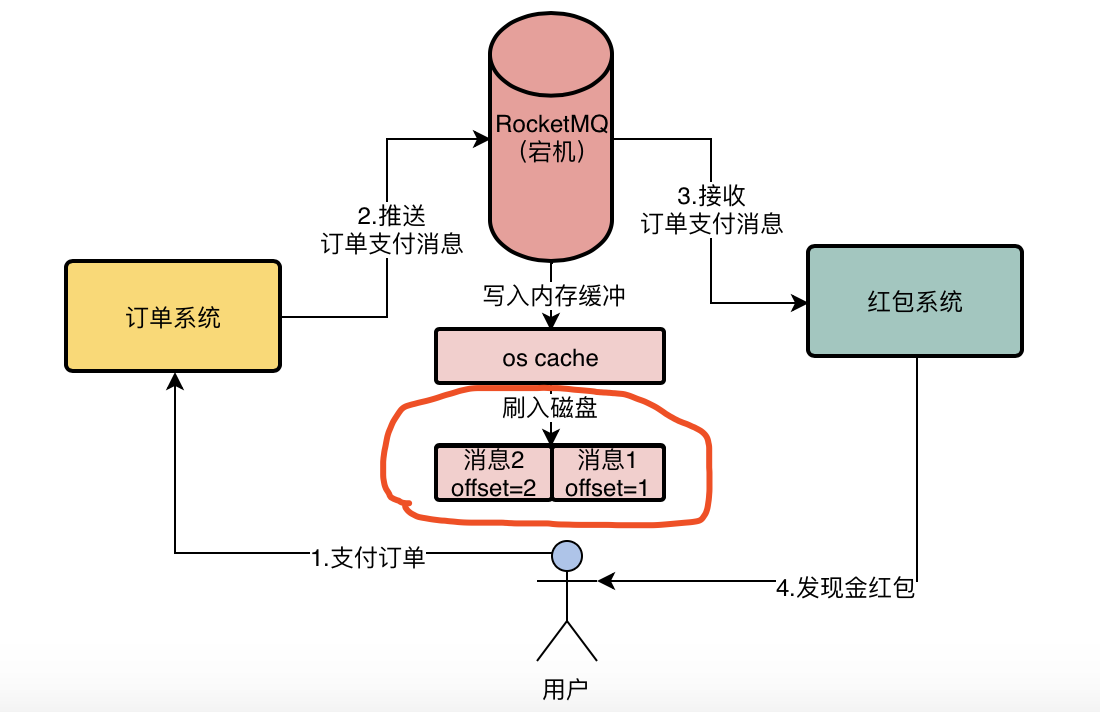 RocketMQ
（宕机）
2.推送
订单支付消息
3.接收
订单支付消息
订单系统
写入内存缓冲
红包系统
os cache
刷入磁盘
消息2
offset=2
消息1
offset=1
1.支付订单
4.发现金红包
用户